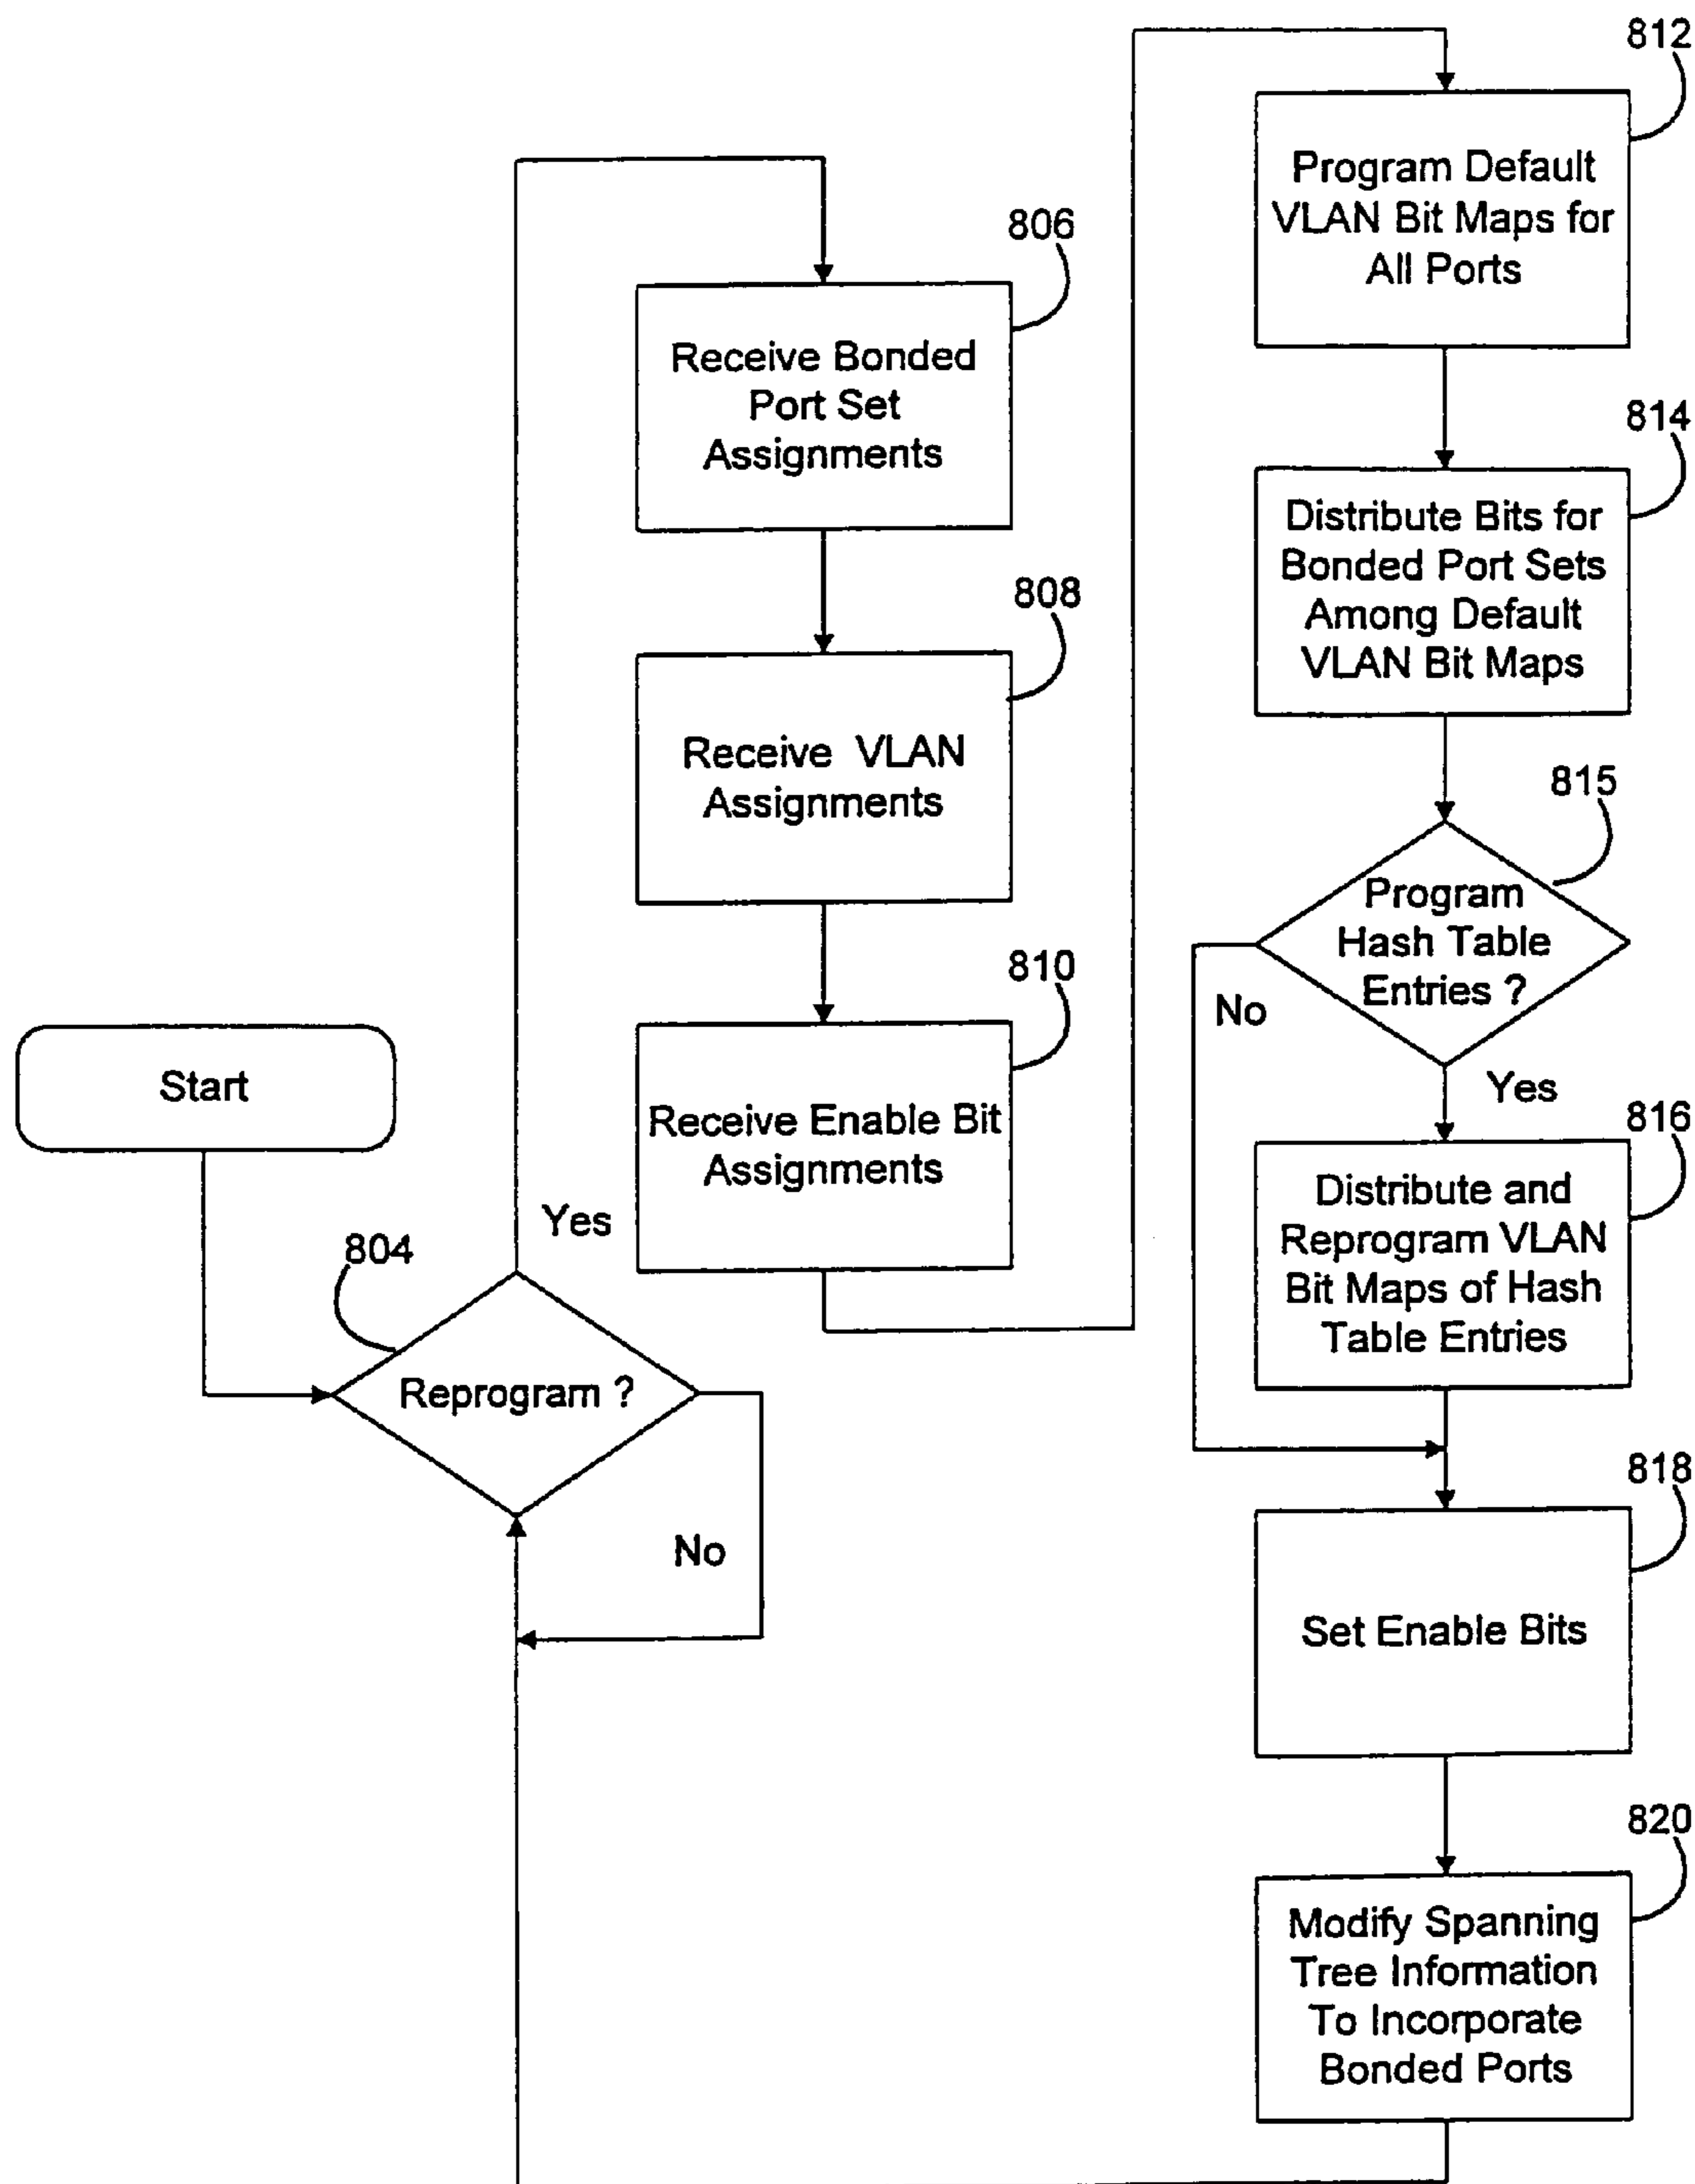 Start
804
Reprogram ?
Yes
No
806
Receive Bonded
Port Set
Assignments
808
Receive VLAN
Assignments
810
Receive Enable Bit
Assignments
812
Program Default
VLAN Bit Maps for
All Ports
814
Distribute Bits for
Bonded Port Sets
Among Default
VLAN Bit Maps
815
Program
Hash Table
Entries ?
No
Yes
816
Distribute and
Reprogram VLAN
Bit Maps of Hash
Table Entries
818
Set Enable Bits
820
Modify Spanning
Tree Information
To Incorporate
Bonded Ports